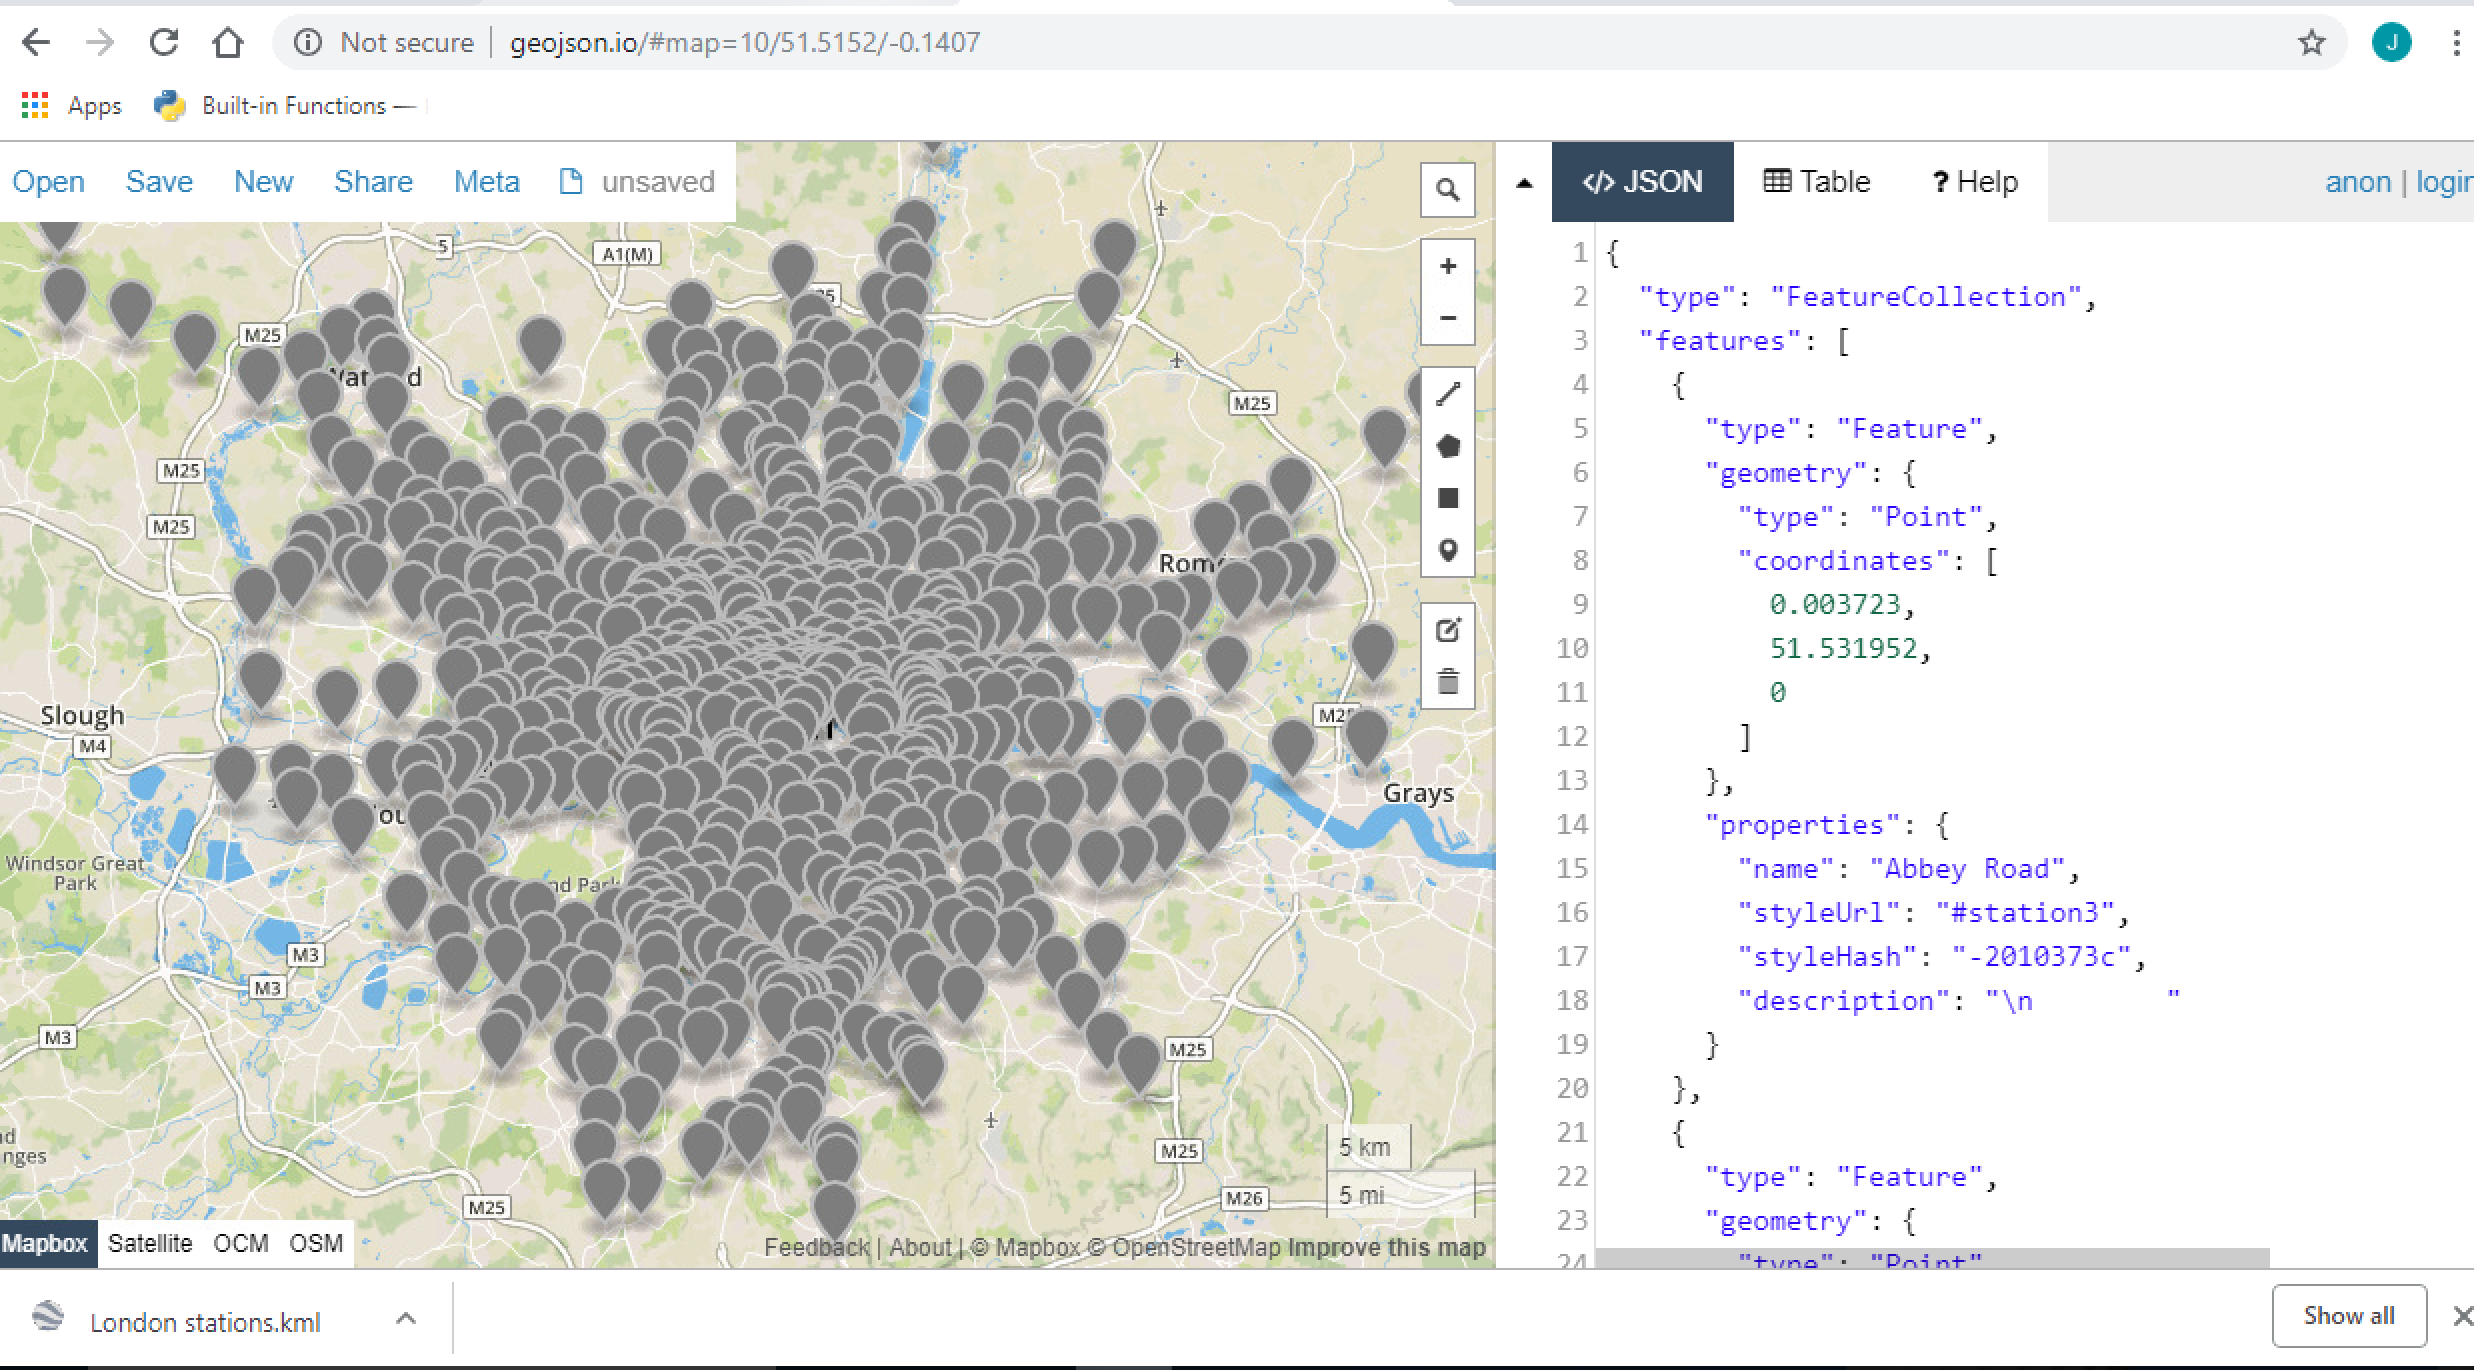 Not secure geojson.io/#map=10/51.5152/-0.1407
J
Apps Built-in Functions —
Open Save New Share Meta unsaved
</> JSON Table ? Help
anon | login
5
A1(M)
M25
M25
M25
M25
Slough
M4
Grays
Windsor Great
Park
M3
M3
M3
M25
M25
M25
M26
nd
nges
5 km
5 mi
Mapbox Satellite OCM OSM
Feedback | About | © Mapbox © OpenStreetMap Improve this map
1 {
2 "type": "FeatureCollection",
3 "features": [
4 {
5 "type": "Feature",
6 "geometry": {
7 "type": "Point",
8 "coordinates": [
9 0.003723,
10 51.531952,
11 0
12 ]
13 },
14 "properties": {
15 "name": "Abbey Road",
16 "styleUrl": "#station3",
17 "styleHash": "-2010373c",
18 "description": "\n "
19 }
20 },
21 {
22 "type": "Feature",
23 "geometry": {
24 "type": "Point"
London stations.kml
Show all